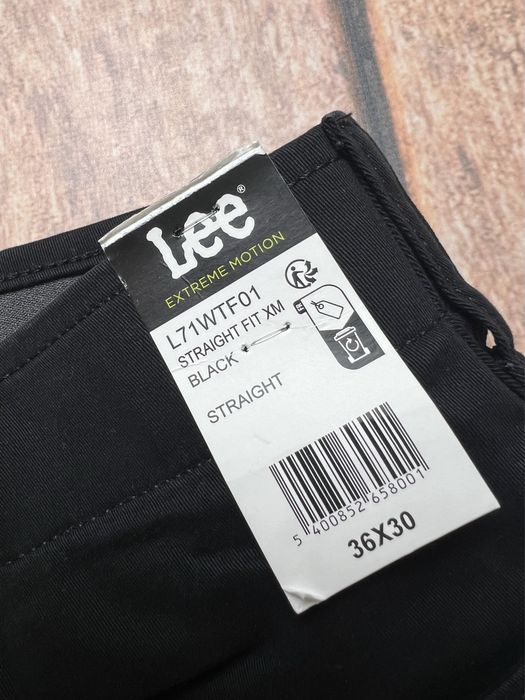 Lee®
EXTREME MOTION
L71WTF01
STRAIGHT FIT XM
BLACK
STRAIGHT
5 400852 658001
36X30